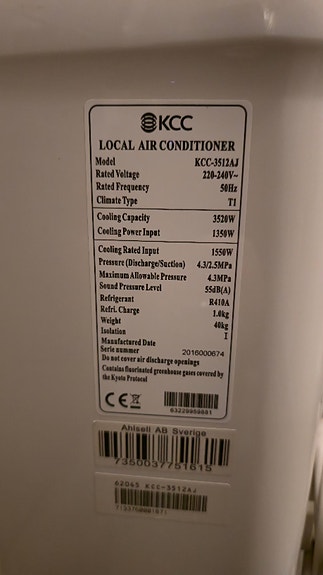 KCC
LOCAL AIR CONDITIONER
Model KCC-3512AJ
Rated Voltage 220-240V~
Rated Frequency 50Hz
Climate Type T1
Cooling Capacity 3520W
Cooling Power Input 1350W
Cooling Rated Input 1550W
Pressure (Discharge/Suction) 4.3/2.5MPa
Maximum Allowable Pressure 4.3MPa
Sound Pressure Level 55dB(A)
Refrigerant R410A
Refri. Charge 1.0kg
Weight 40kg
Isolation I
Manufactured Date
Serie nummer 2016000674
Do not cover air discharge openings
Contains fluorinated greenhouse gases covered by
the Kyoto Protocol
CE
Ahlsell AB Sverige
7350037751615
62045 KCC-3512AJ